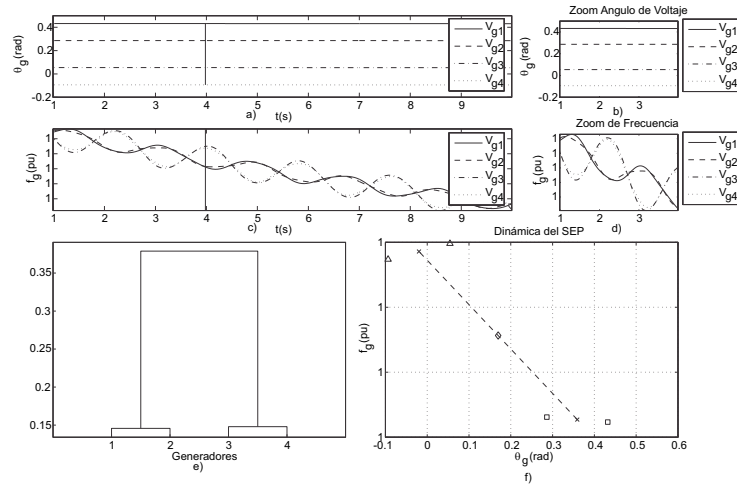 Zoom Angulo de Voltaje
0.4
0.2
0
-0.2
θg(rad)
1 2 3 4 5 6 7 8 9
a) t(s)
Vg1
Vg2
Vg3
Vg4
0.4
0.2
0
-0.2
θg(rad)
1 2 3
b)
Vg1
Vg2
Vg3
Vg4
Zoom de Frecuencia
1
1
1
1
1
fg(pu)
1 2 3 4 5 6 7 8 9
c) t(s)
Vg1
Vg2
Vg3
Vg4
1
1
1
1
1
fg(pu)
1 2 3
d)
Vg1
Vg2
Vg3
Vg4
0.35
0.3
0.25
0.2
0.15
1 2 3 4
Generadores
e)
Dinámica del SEP
1
1
1
1
fg(pu)
-0.1 0 0.1 0.2 0.3 0.4 0.5 0.6
θg(rad)
f)